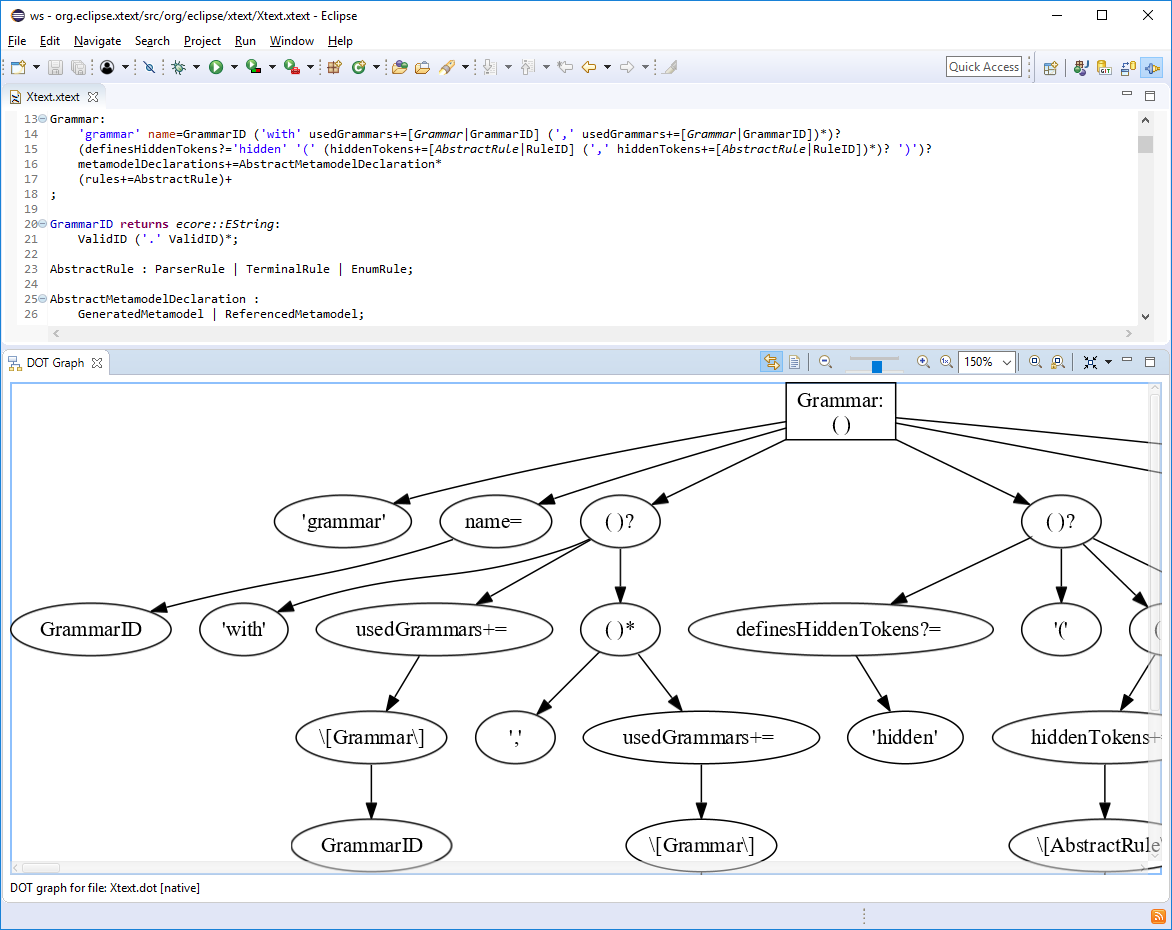 ws - org.eclipse.xtext/src/org/eclipse/xtext/Xtext.xtext - Eclipse
File Edit Navigate Search Project Run Window Help
Quick Access
Xtext.xtext
13 Grammar:
14 'grammar' name=GrammarID ('with' usedGrammars+=[Grammar|GrammarID] (',' usedGrammars+=[Grammar|GrammarID])*)?
15 (definesHiddenTokens?='hidden' '(' (hiddenTokens+=[AbstractRule|RuleID] (',' hiddenTokens+=[AbstractRule|RuleID])*)? ')')?
16 metamodelDeclarations+=AbstractMetamodelDeclaration*
17 (rules+=AbstractRule)+
18 ;
19
20 GrammarID returns ecore::EString:
21 ValidID ('.' ValidID)*;
22
23 AbstractRule : ParserRule | TerminalRule | EnumRule;
24
25 AbstractMetamodelDeclaration :
26 GeneratedMetamodel | ReferencedMetamodel;
DOT Graph
150%
Grammar:
( )
'grammar' name= ( )? ( )?
GrammarID 'with' usedGrammars+= ( )* definesHiddenTokens?= '(' (
\[Grammar\] ',' usedGrammars+= 'hidden' hiddenTokens+
GrammarID \[Grammar\] \[AbstractRule
DOT graph for file: Xtext.dot [native]